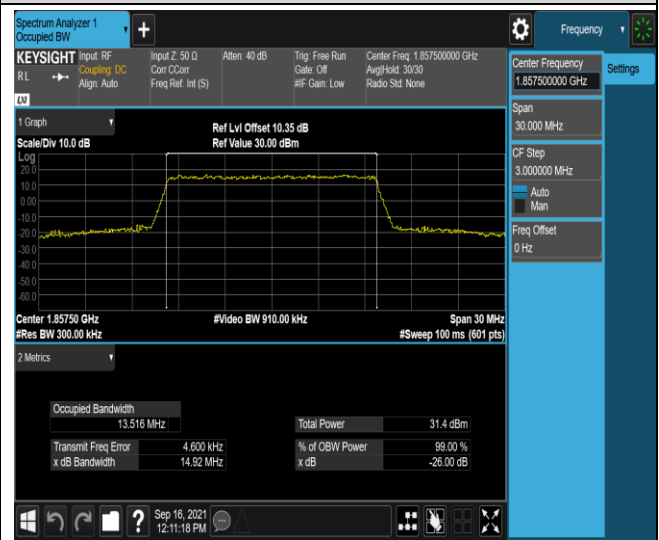 Spectrum Analyzer 1
Occupied BW
Frequency
KEYSIGHT
RL
LXI
Input: RF
Coupling: DC
Align: Auto
Input Z: 50 Ω
Corr CCorr
Freq Ref: Int (S)
Atten: 40 dB
Trig: Free Run
Gate: Off
#IF Gain: Low
Center Freq: 1.857500000 GHz
Avg|Hold: 30/30
Radio Std: None
Center Frequency
1.857500000 GHz
Settings
Span
30.000 MHz
CF Step
3.000000 MHz
Auto
Man
Freq Offset
0 Hz
1 Graph
Scale/Div 10.0 dB
Ref Lvl Offset 10.35 dB
Ref Value 30.00 dBm
Log
20.0
10.0
0.00
-10.0
-20.0
-30.0
-40.0
-50.0
-60.0
Center 1.85750 GHz
#Video BW 910.00 kHz
Span 30 MHz
#Res BW 300.00 kHz
#Sweep 100 ms (601 pts)
2 Metrics
Occupied Bandwidth
13.516 MHz
Total Power 31.4 dBm
Transmit Freq Error 4.600 kHz
% of OBW Power 99.00 %
x dB Bandwidth 14.92 MHz
x dB -26.00 dB
?
Sep 16, 2021
12:11:18 PM